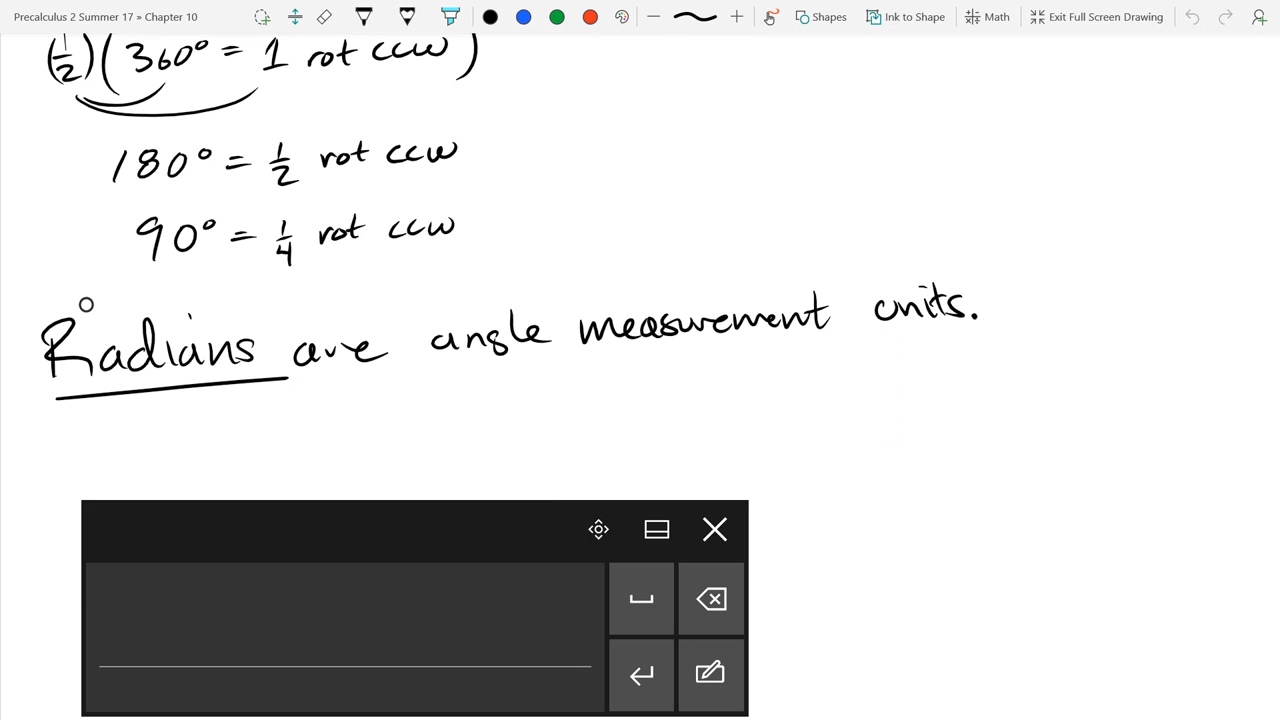 Precalculus 2 Summer 17 » Chapter 10 Shapes Ink to Shape Math Exit Full Screen Drawing
(1/2)(360° = 1 rot ccw)
180° = 1/2 rot ccw
90° = 1/4 rot ccw
Radians are angle measurement units.